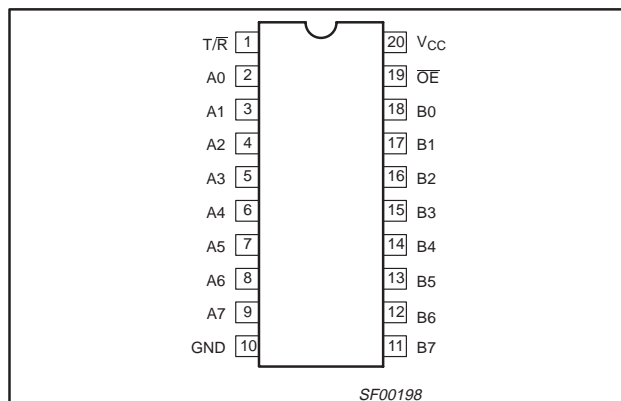 T/R̅ 1 20 VCC
A0 2 19 O̅E̅
A1 3 18 B0
A2 4 17 B1
A3 5 16 B2
A4 6 15 B3
A5 7 14 B4
A6 8 13 B5
A7 9 12 B6
GND 10 11 B7
SF00198